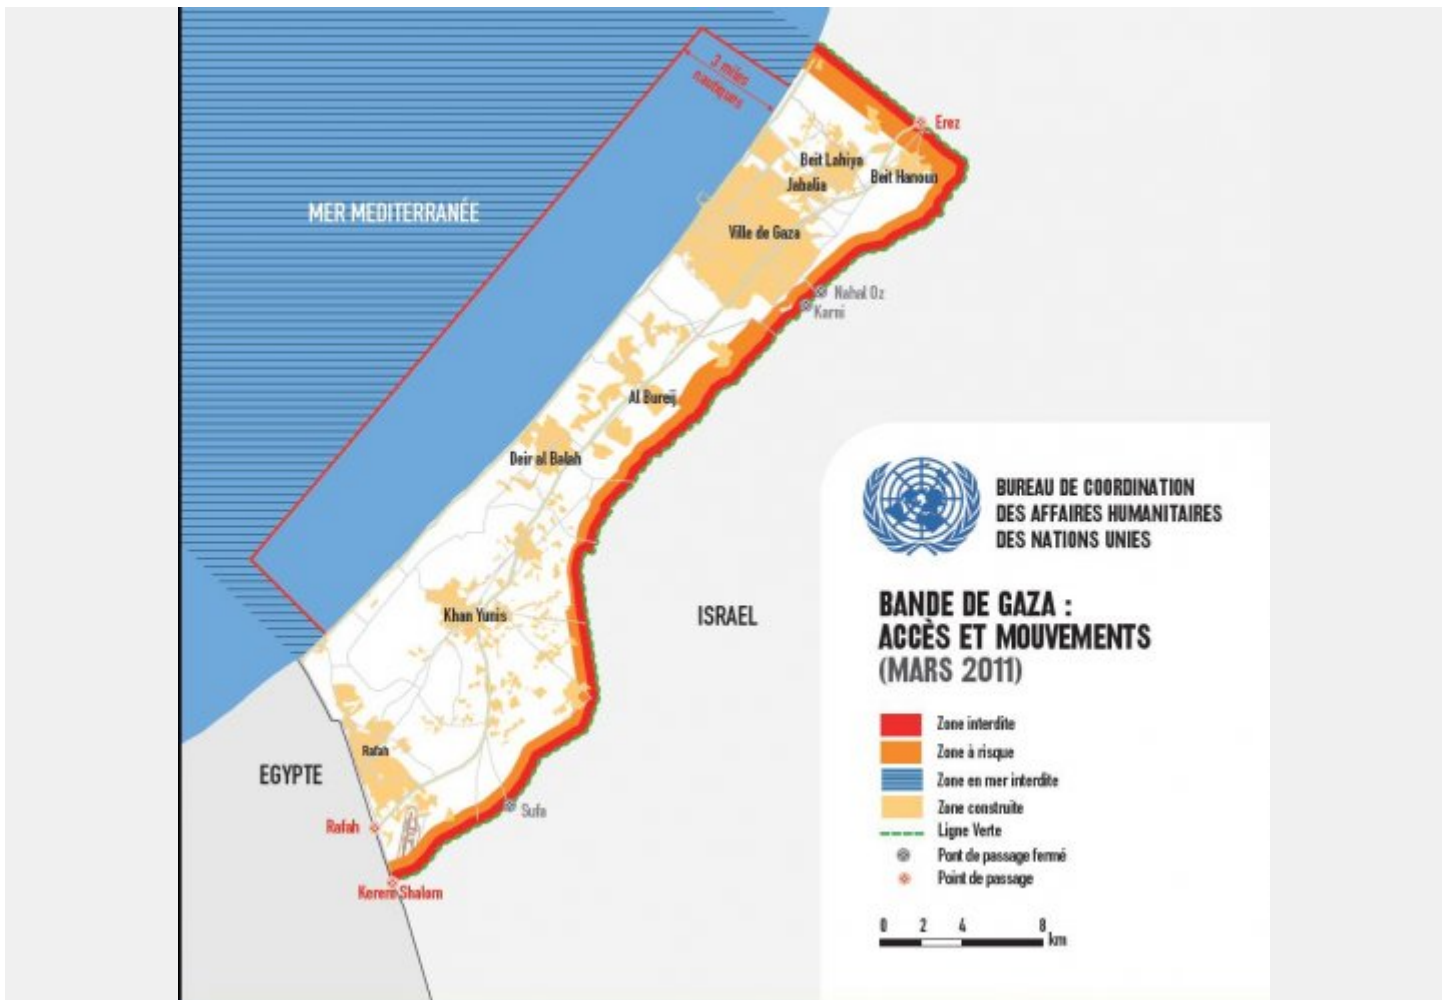 3 miles
nautiques
Erez
Beit Lahiya
Jabalia
Beit Hanoun
MER MEDITERRANÉE
Ville de Gaza
Nahal Oz
Karni
Al Bureij
Deir al Balah
Khan Yunis
ISRAEL
Rafah
EGYPTE
Sufa
Rafah
Kerem Shalom
BUREAU DE COORDINATION
DES AFFAIRES HUMANITAIRES
DES NATIONS UNIES
BANDE DE GAZA :
ACCÈS ET MOUVEMENTS
(MARS 2011)
Zone interdite
Zone à risque
Zone en mer interdite
Zone construite
Ligne Verte
Pont de passage fermé
Point de passage
0 2 4 8
km